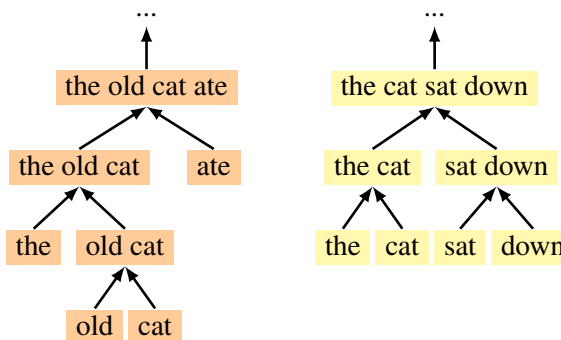 ...
the old cat ate
the old cat
ate
the
old cat
old
cat
...
the cat sat down
the cat
sat down
the
cat
sat
down